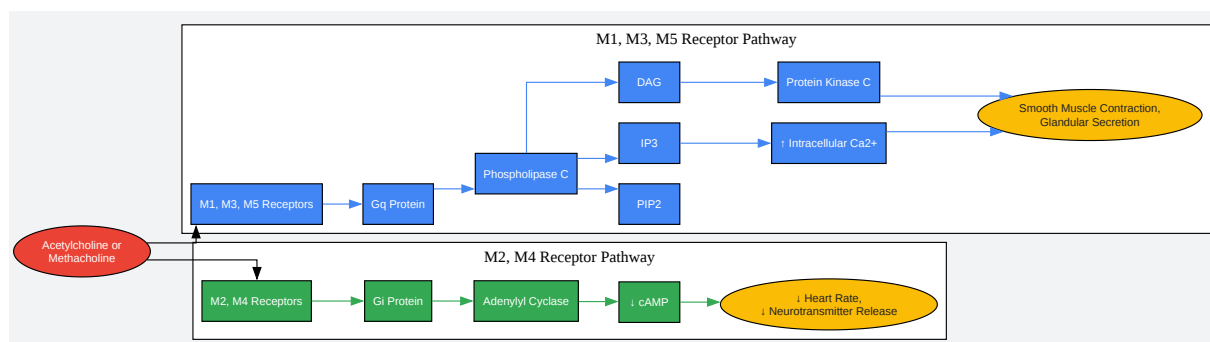 M1, M3, M5 Receptor Pathway
DAG
Protein Kinase C
Smooth Muscle Contraction,
Glandular Secretion
IP3
↑ Intracellular Ca2+
Phospholipase C
M1, M3, M5 Receptors
Gq Protein
PIP2
Acetylcholine or
Methacholine
M2, M4 Receptor Pathway
M2, M4 Receptors
Gi Protein
Adenylyl Cyclase
↓ cAMP
↓ Heart Rate,
↓ Neurotransmitter Release